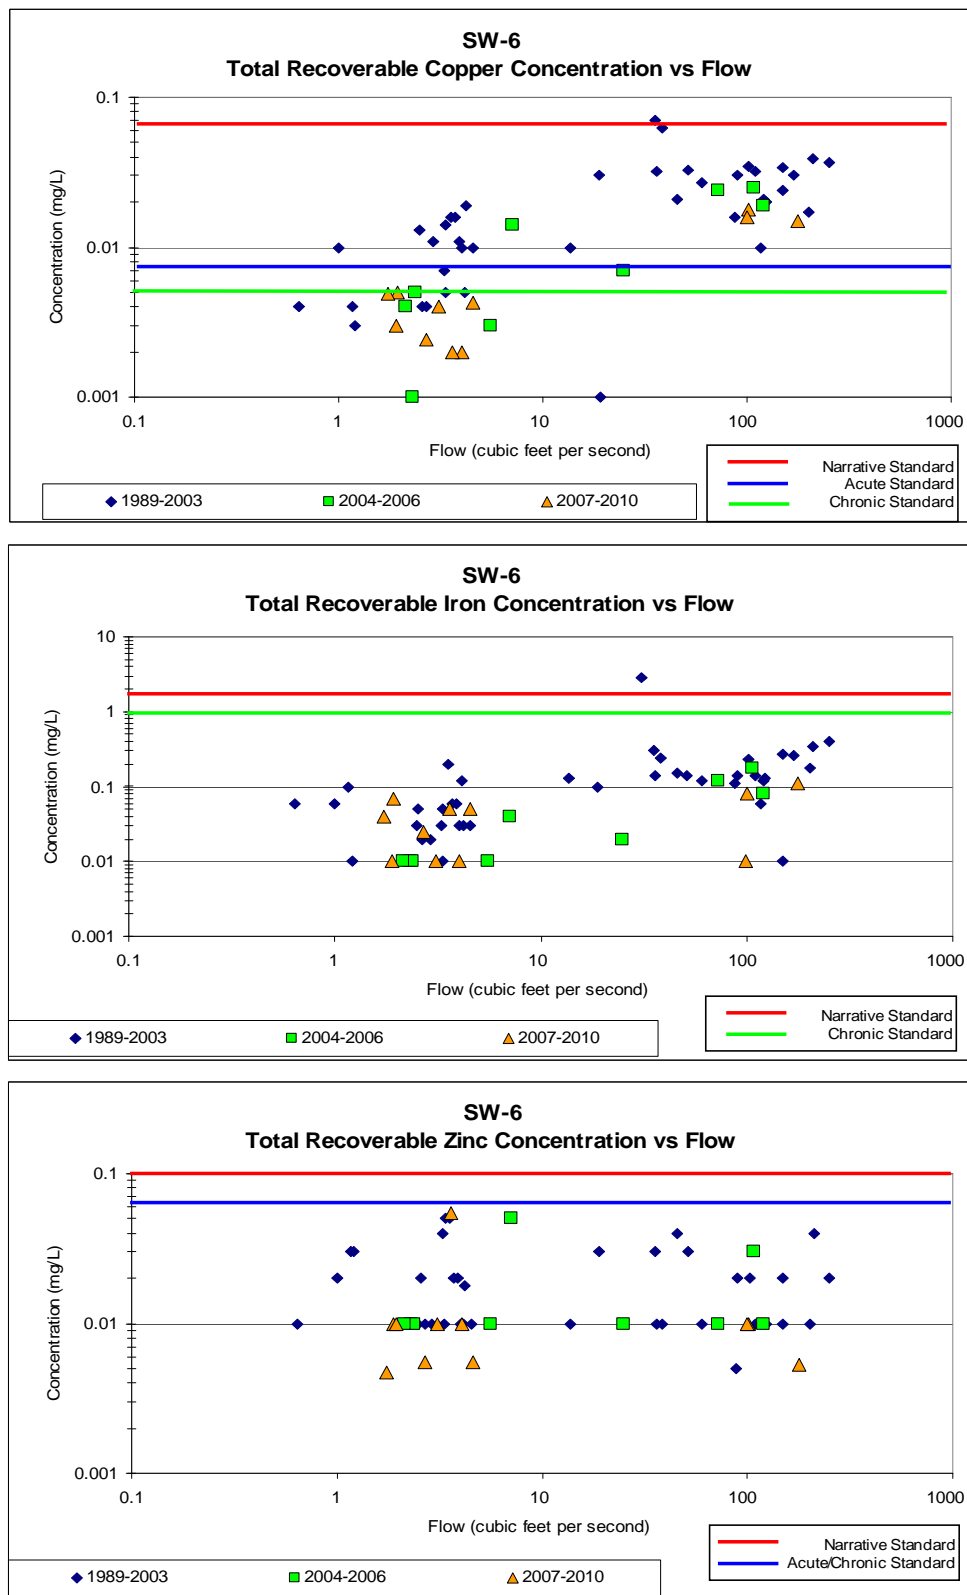 SW-6
Total Recoverable Copper Concentration vs Flow
0.1
0.01
0.001
Concentration (mg/L)
0.1 1 10 100 1000
Flow (cubic feet per second)
Narrative Standard
Acute Standard
Chronic Standard
1989-2003 2004-2006 2007-2010
SW-6
Total Recoverable Iron Concentration vs Flow
10
1
0.1
0.01
0.001
Concentration (mg/L)
0.1 1 10 100 1000
Flow (cubic feet per second)
Narrative Standard
Chronic Standard
1989-2003 2004-2006 2007-2010
SW-6
Total Recoverable Zinc Concentration vs Flow
0.1
0.01
0.001
Concentration (mg/L)
0.1 1 10 100 1000
Flow (cubic feet per second)
Narrative Standard
Acute/Chronic Standard
1989-2003 2004-2006 2007-2010